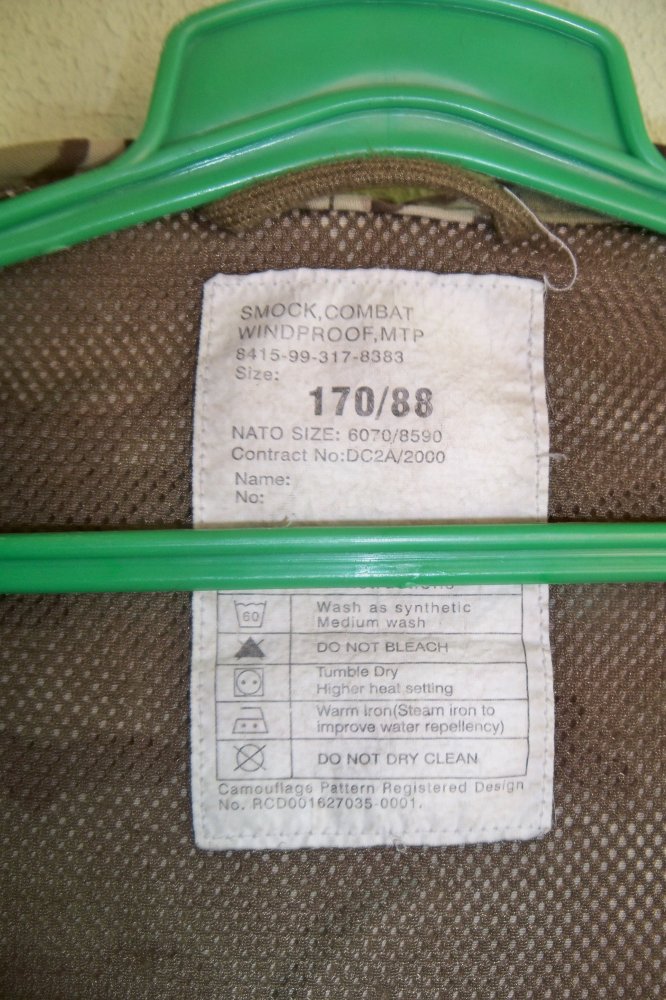 SMOCK,COMBAT
WINDPROOF,MTP
8415-99-317-8383
Size:
170/88
NATO SIZE: 6070/8590
Contract No:DC2A/2000
Name:
No:
60
Wash as synthetic
Medium wash
DO NOT BLEACH
Tumble Dry
Higher heat setting
Warm Iron(Steam iron to
improve water repellency)
DO NOT DRY CLEAN
Camouflage Pattern Registered Design
No. RCD001627035-0001.